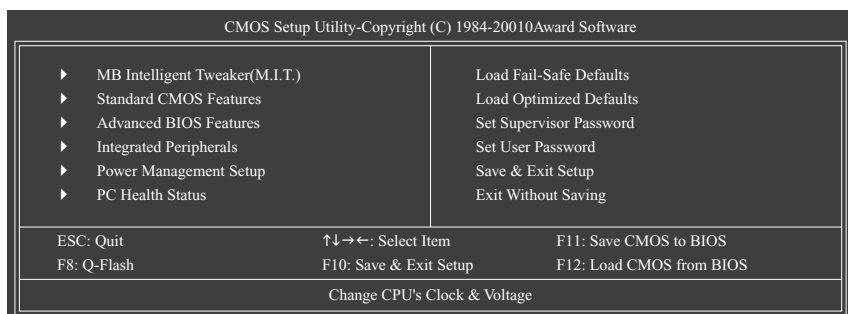 CMOS Setup Utility-Copyright (C) 1984-20010Award Software
MB Intelligent Tweaker(M.I.T.)
Standard CMOS Features
Advanced BIOS Features
Integrated Peripherals
Power Management Setup
PC Health Status
Load Fail-Safe Defaults
Load Optimized Defaults
Set Supervisor Password
Set User Password
Save & Exit Setup
Exit Without Saving
ESC: Quit ↑↓→←: Select Item F11: Save CMOS to BIOS
F8: Q-Flash F10: Save & Exit Setup F12: Load CMOS from BIOS
Change CPU's Clock & Voltage